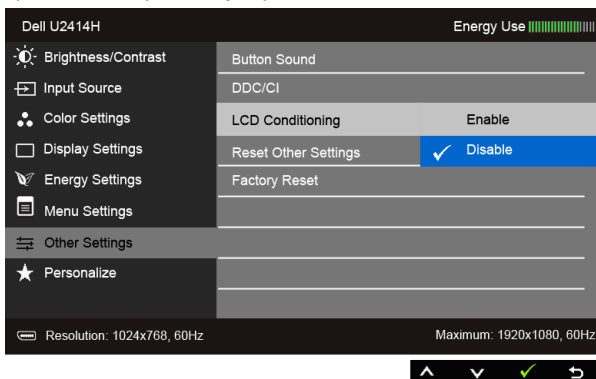 Dell U2414H
Energy Use
Brightness/Contrast
Input Source
Color Settings
Display Settings
Energy Settings
Menu Settings
Other Settings
Personalize
Button Sound
DDC/CI
LCD Conditioning
Enable
Reset Other Settings
Disable
Factory Reset
Resolution: 1024x768, 60Hz
Maximum: 1920x1080, 60Hz